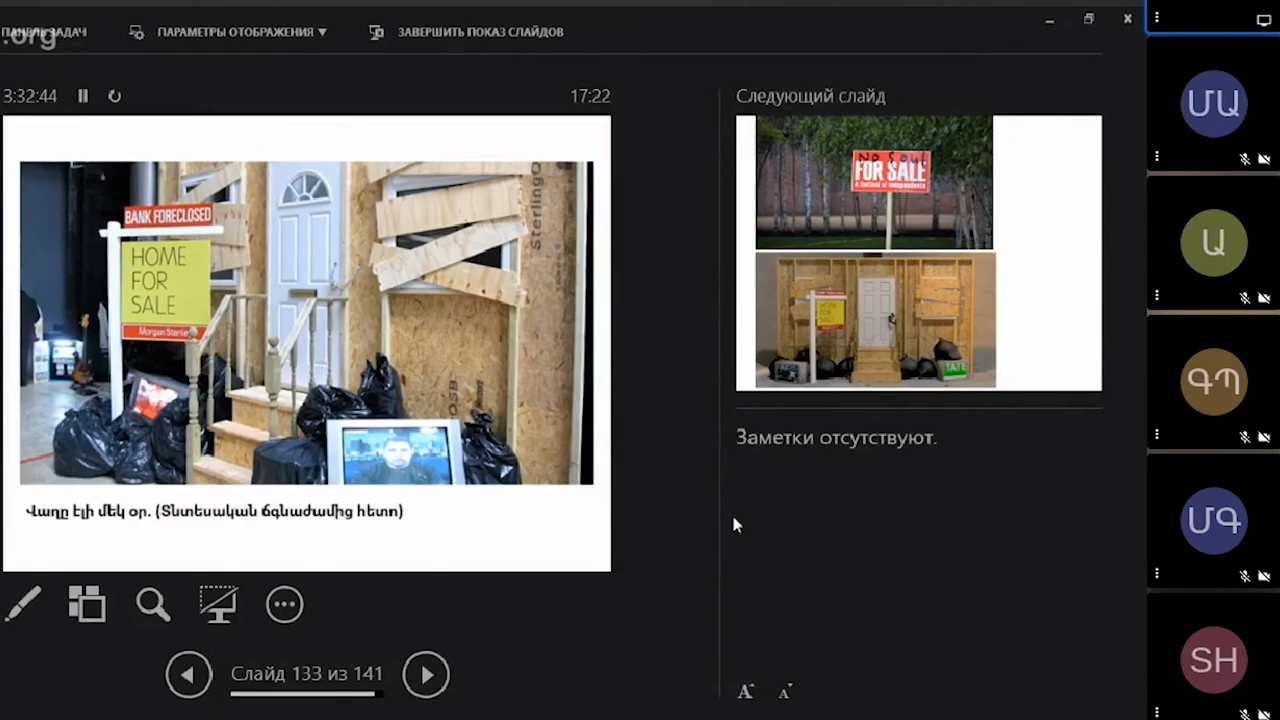 ПАНЕЛЬ ЗАДАЧ
.org
ПАРАМЕТРЫ ОТОБРАЖЕНИЯ ▼
ЗАВЕРШИТЬ ПОКАЗ СЛАЙДОВ
3:32:44
17:22
BANK FORECLOSED
HOME
FOR
SALE
Morgan Stanley
sterlingO
OSB
Վաղը էլի մեկ օր. (Տնտեսական ճգնաժամից հետո)
Слайд 133 из 141
Следующий слайд
No Soul
FOR SALE
A festival of independents
TATE
Заметки отсутствуют.
A
A
ՄԱ
Ա
ԳՊ
ՄԳ
SH